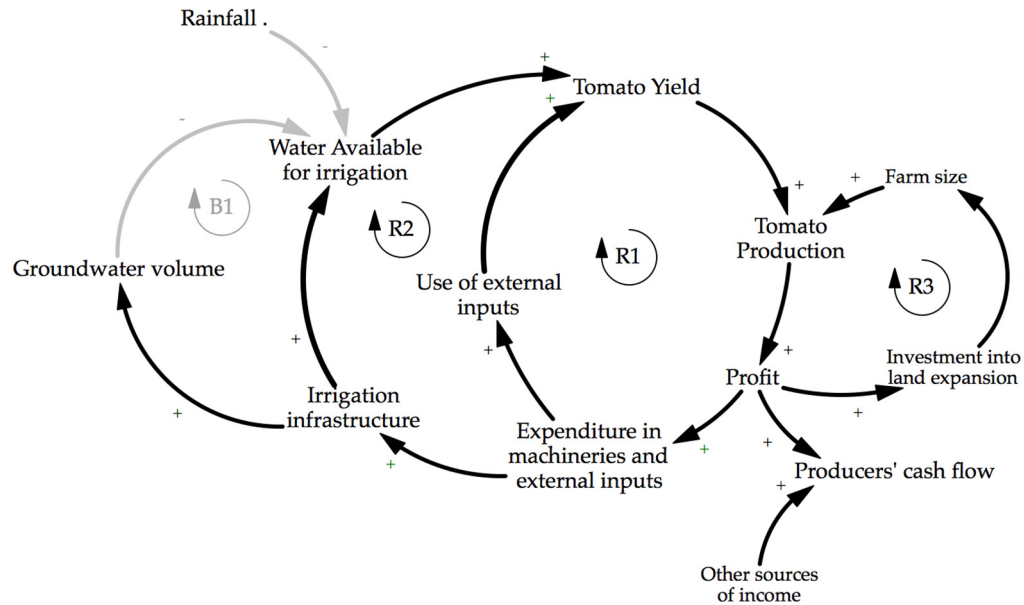 Rainfall .
-
+
Tomato Yield
+
-
Water Available
for irrigation
+
Farm size
+
B1
R2
Tomato
Production
R1
R3
Groundwater volume
Use of external
inputs
+
+
+
Investment into
land expansion
Profit
+
Irrigation
infrastructure
+
+
Expenditure in
machineries and
external inputs
+
+
+
Producers' cash flow
+
Other sources
of income